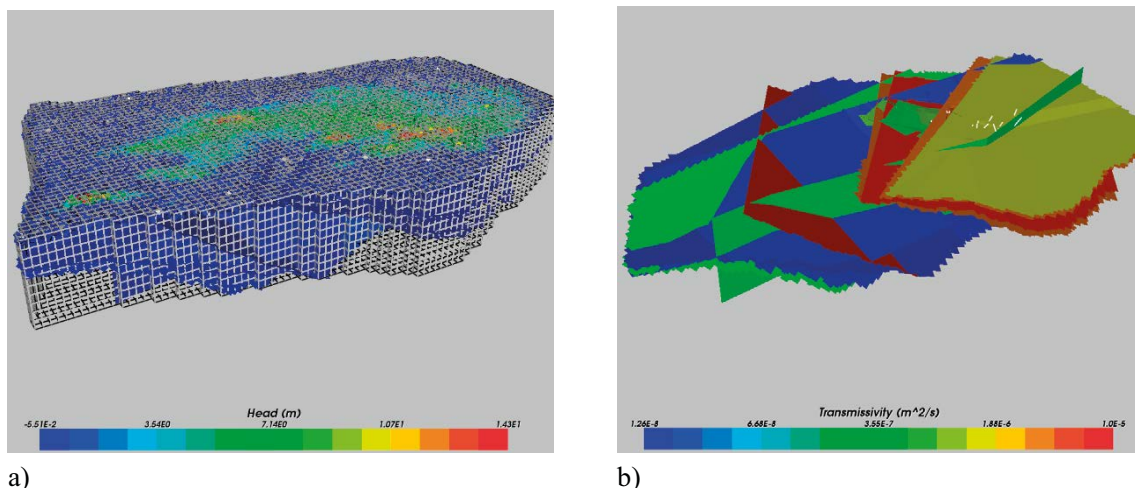 Head (m)
-5.51E-2 3.54E0 7.14E0 1.07E1 1.43E1
a)
Transmissivity (m^2/s)
1.26E-8 6.68E-8 3.55E-7 1.88E-6 1.0E-5
b)